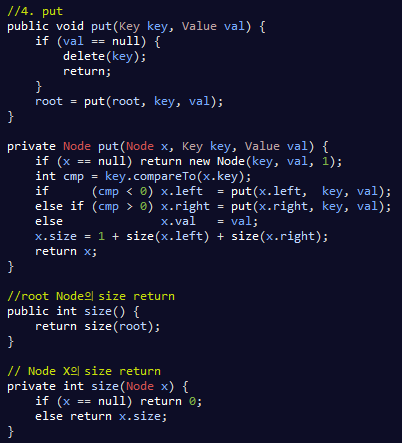 //4. put
public void put(Key key, Value val) {
    if (val == null) {
        delete(key);
        return;
    }
    root = put(root, key, val);
}

private Node put(Node x, Key key, Value val) {
    if (x == null) return new Node(key, val, 1);
    int cmp = key.compareTo(x.key);
    if      (cmp < 0) x.left  = put(x.left,  key, val);
    else if (cmp > 0) x.right = put(x.right, key, val);
    else              x.val   = val;
    x.size = 1 + size(x.left) + size(x.right);
    return x;
}

//root Node의 size return
public int size() {
    return size(root);
}

// Node X의 size return
private int size(Node x) {
    if (x == null) return 0;
    else return x.size;
}